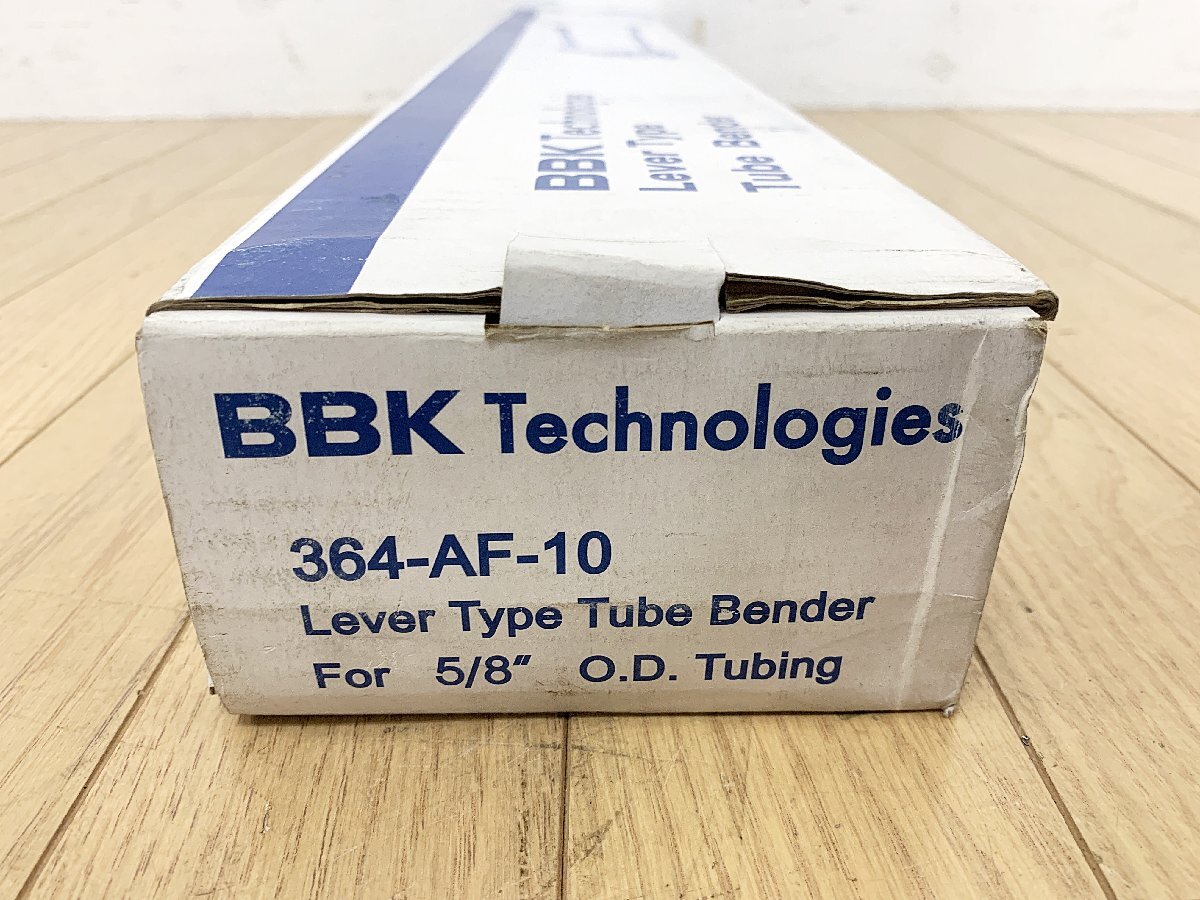 BBK Technologies
Lever Type
Tube Bender
BBK Technologies
364-AF-10
Lever Type Tube Bender
For 5/8" O.D. Tubing